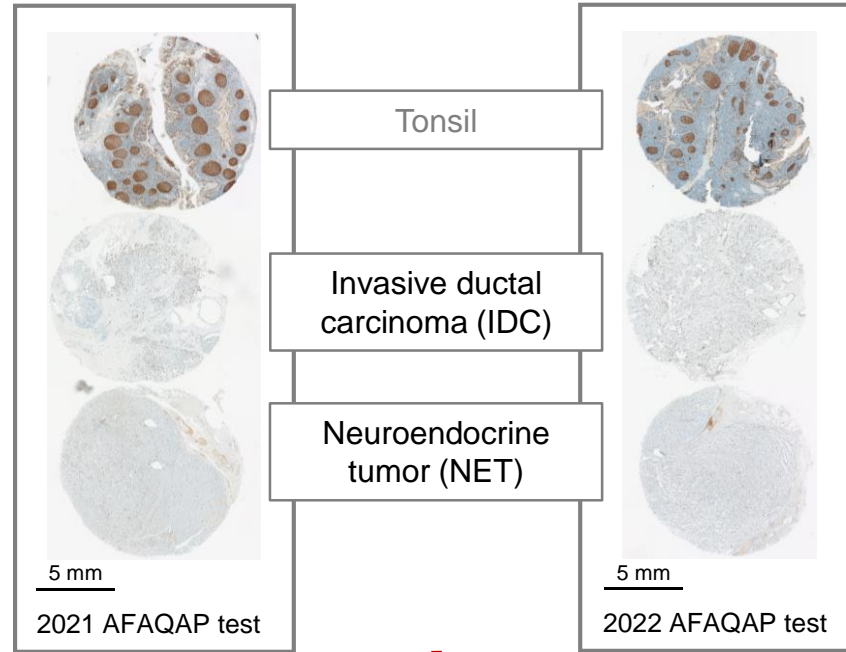 Tonsil
Invasive ductal
carcinoma (IDC)
Neuroendocrine
tumor (NET)
5 mm
5 mm
2021 AFAQAP test
2022 AFAQAP test